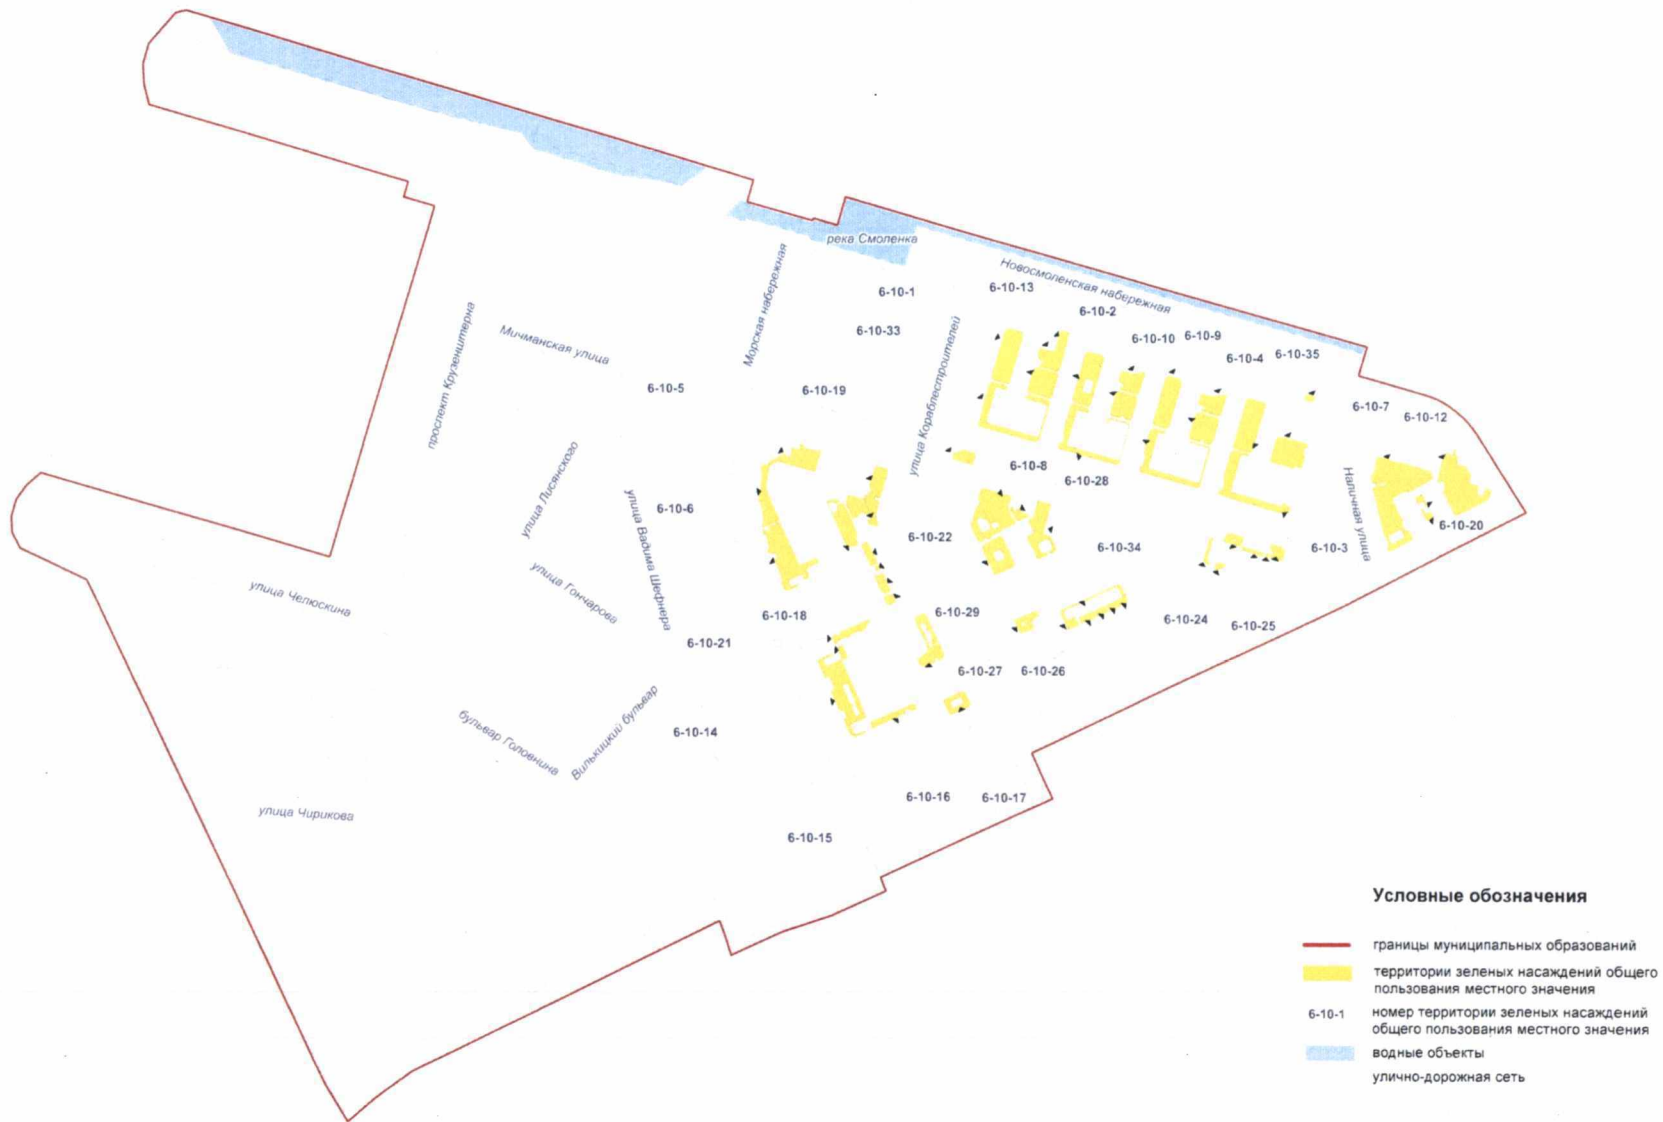 река Смоленка
Новосмоленская набережная
Морская набережная
6-10-1
6-10-13
6-10-2
6-10-33
6-10-10
6-10-9
6-10-4
6-10-35
проспект Крузенштерна
Мичманская улица
улица Кораблестроителей
6-10-5
6-10-19
6-10-7
6-10-12
6-10-8
6-10-28
улица Лисянского
улица Вадима Шефнера
Наличная улица
6-10-6
6-10-22
6-10-34
6-10-3
6-10-20
улица Гончарова
улица Челюскина
6-10-18
6-10-29
6-10-24
6-10-25
6-10-21
6-10-27
6-10-26
бульвар Головнина
Вилькицкий бульвар
6-10-14
улица Чирикова
6-10-16
6-10-17
6-10-15
Условные обозначения
границы муниципальных образований
территории зеленых насаждений общего
пользования местного значения
6-10-1
номер территории зеленых насаждений
общего пользования местного значения
водные объекты
улично-дорожная сеть